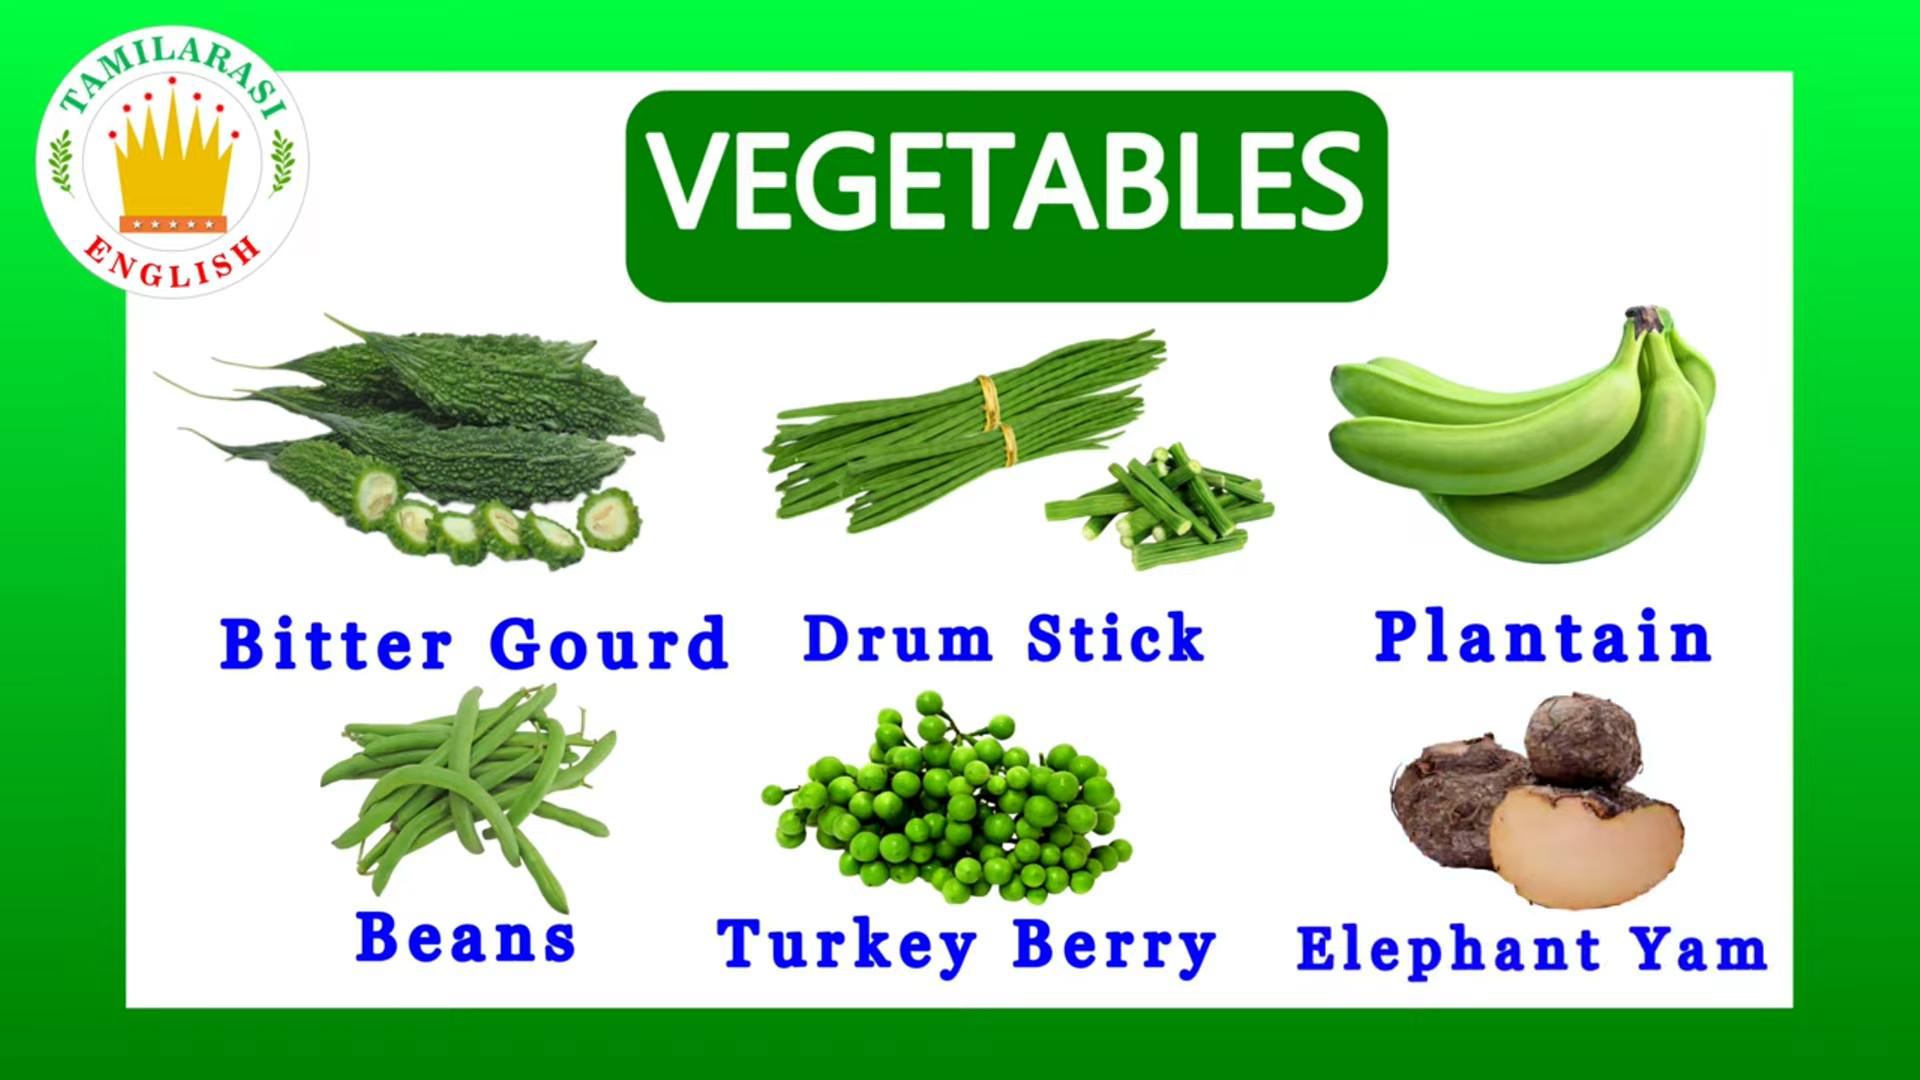 TAMILARASI
ENGLISH
VEGETABLES
Bitter Gourd
Drum Stick
Plantain
Beans
Turkey Berry
Elephant Yam